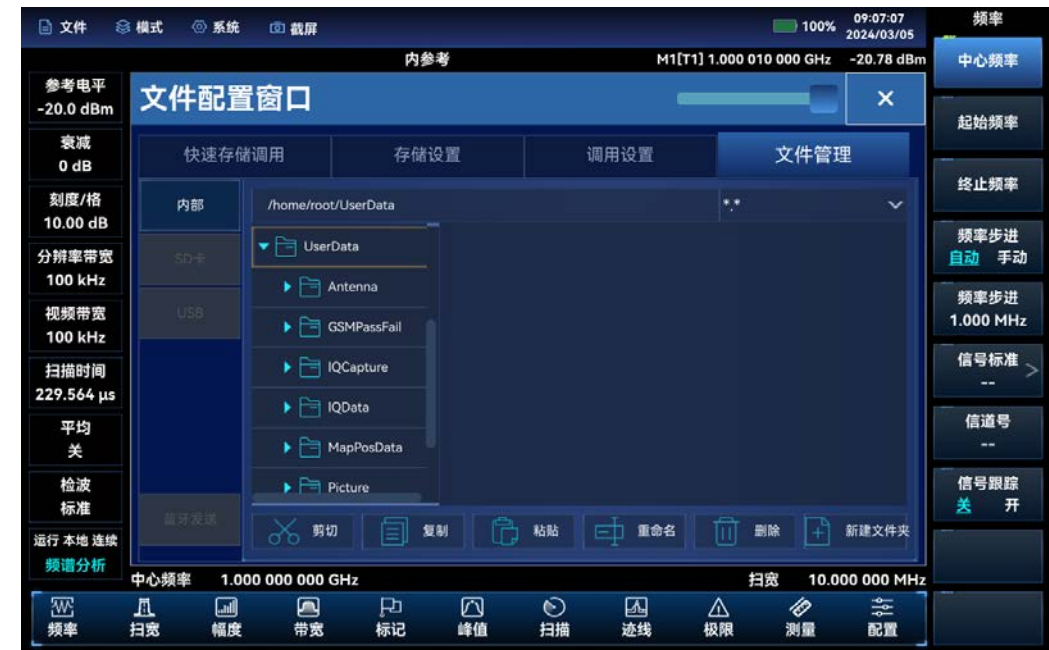 文件 模式 系统 截屏 100% 09:07:07
2024/03/05
频率
内参考 M1[T1] 1.000 010 000 GHz -20.78 dBm
参考电平
-20.0 dBm
衰减
0 dB
刻度/格
10.00 dB
分辨率带宽
100 kHz
视频带宽
100 kHz
扫描时间
229.564 μs
平均
关
检波
标准
运行 本地 连续
频谱分析
文件配置窗口
快速存储调用 存储设置 调用设置 文件管理
内部
SD卡
USB
蓝牙发送
/home/root/UserData *.*
UserData
Antenna
GSMPassFail
IQCapture
IQData
MapPosData
Picture
剪切 复制 粘贴 重命名 删除 新建文件夹
中心频率 1.000 000 000 GHz 扫宽 10.000 000 MHz
中心频率
起始频率
终止频率
频率步进
自动 手动
频率步进
1.000 MHz
信号标准 >
--
信道号
--
信号跟踪
关 开
频率 扫宽 幅度 带宽 标记 峰值 扫描 迹线 极限 测量 配置